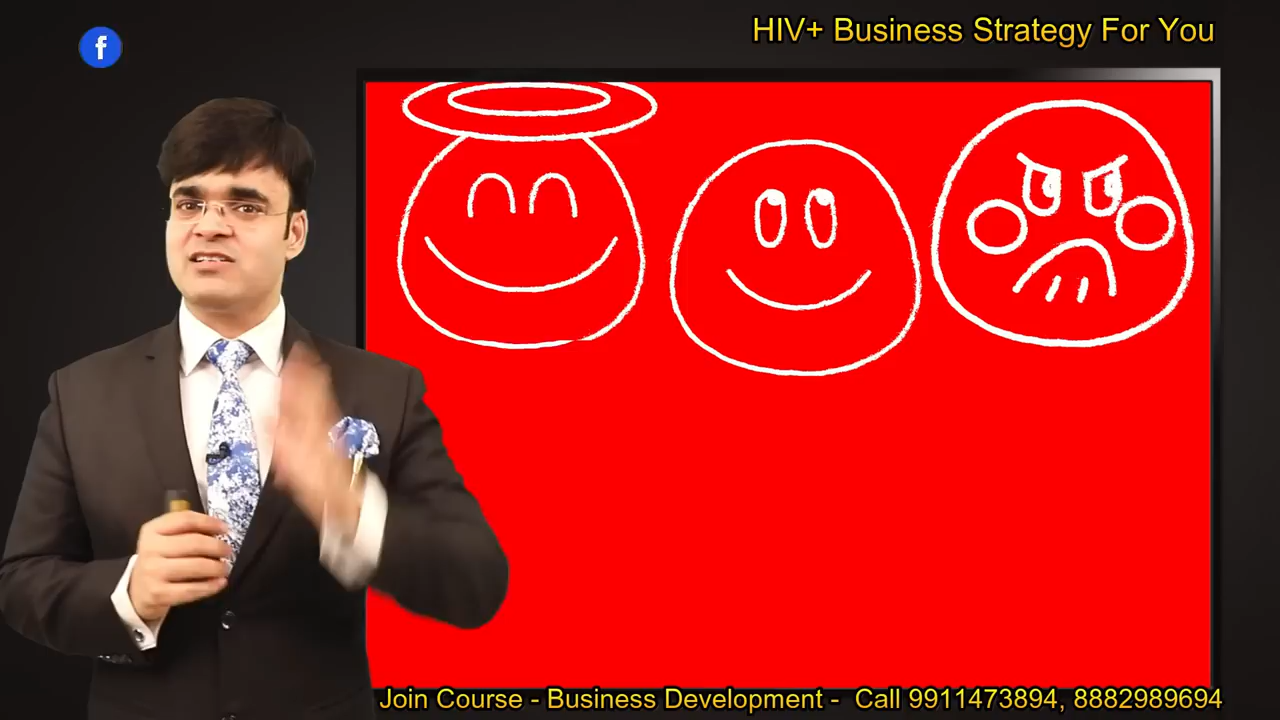 f
HIV+ Business Strategy For You
Join Course - Business Development - Call 9911473894, 8882989694